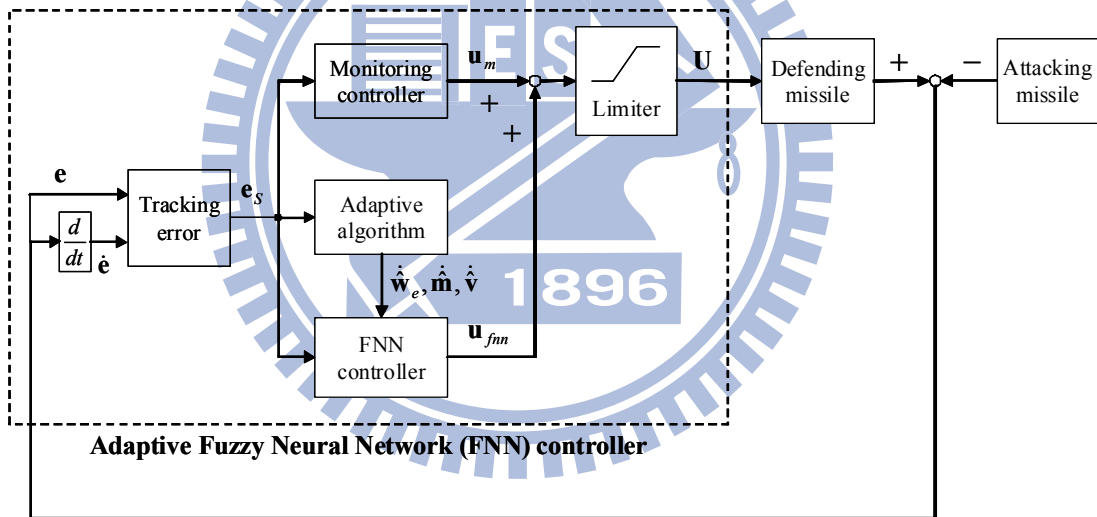 E S
Monitoring
controller
u_m
+
+
Limiter
U
Defending
missile
+
−
Attacking
missile
e
d
dt
ė
Tracking
error
e_S
Adaptive
algorithm
ŵ̇_e, m̂̇, v̂̇
1896
FNN
controller
u_fnn
Adaptive Fuzzy Neural Network (FNN) controller